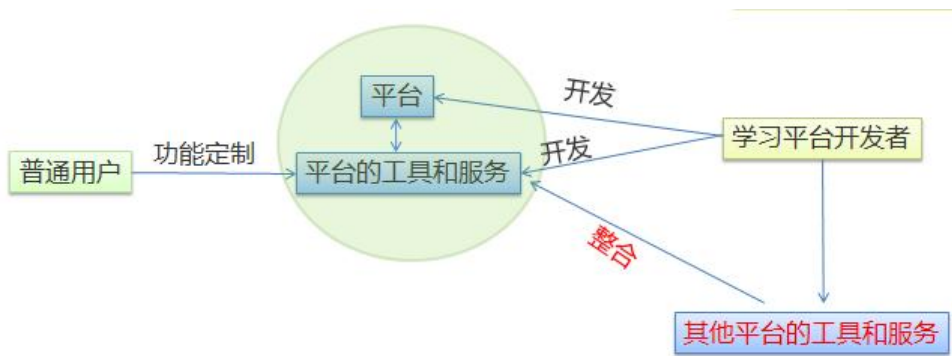 平台
开发
学习平台开发者
功能定制
开发
普通用户
平台的工具和服务
整合
其他平台的工具和服务